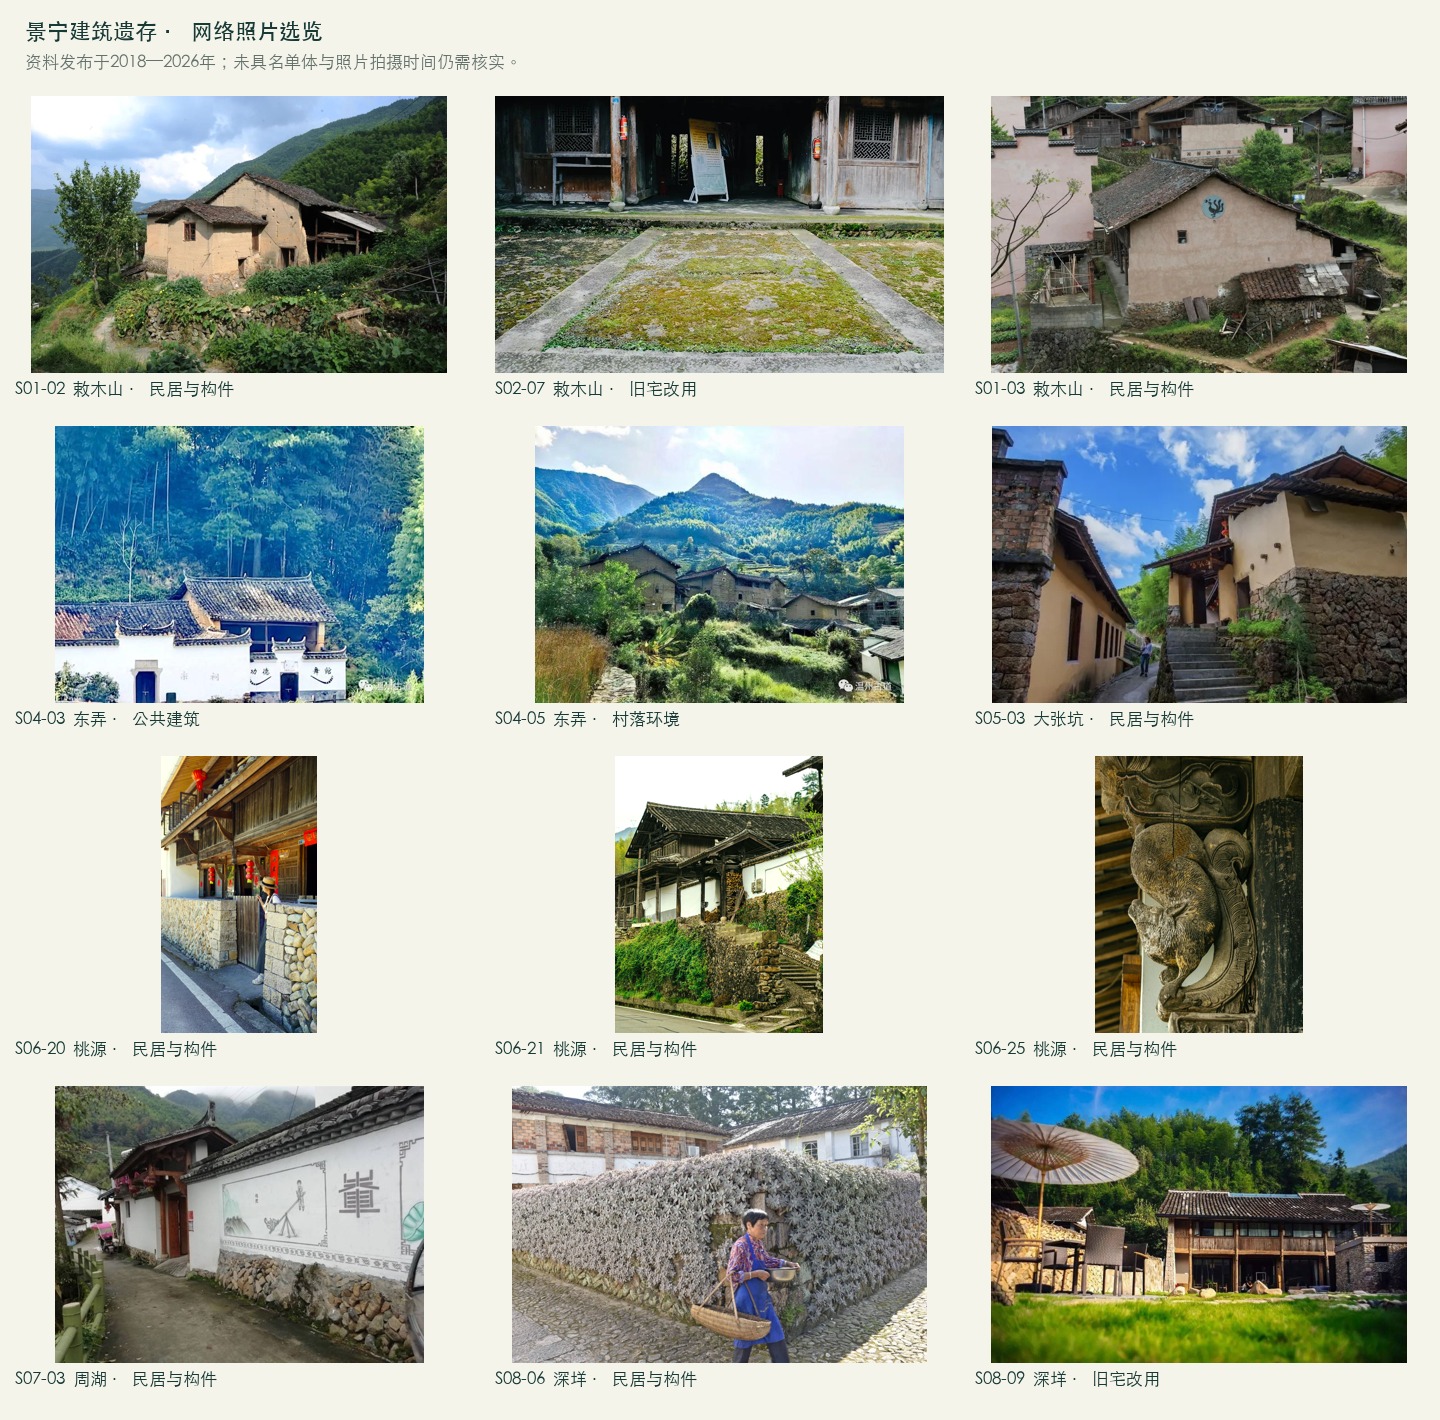 景宁建筑遗存 · 网络照片选览
资料发布于2018—2026年；未具名单体与照片拍摄时间仍需核实。
S01-02 敕木山 · 民居与构件
S02-07 敕木山 · 旧宅改用
S01-03 敕木山 · 民居与构件
功德
S04-03 东弄 · 公共建筑
S04-05 东弄 · 村落环境
S05-03 大张坑 · 民居与构件
S06-20 桃源 · 民居与构件
S06-21 桃源 · 民居与构件
S06-25 桃源 · 民居与构件
S07-03 周湖 · 民居与构件
S08-06 深垟 · 民居与构件
S08-09 深垟 · 旧宅改用